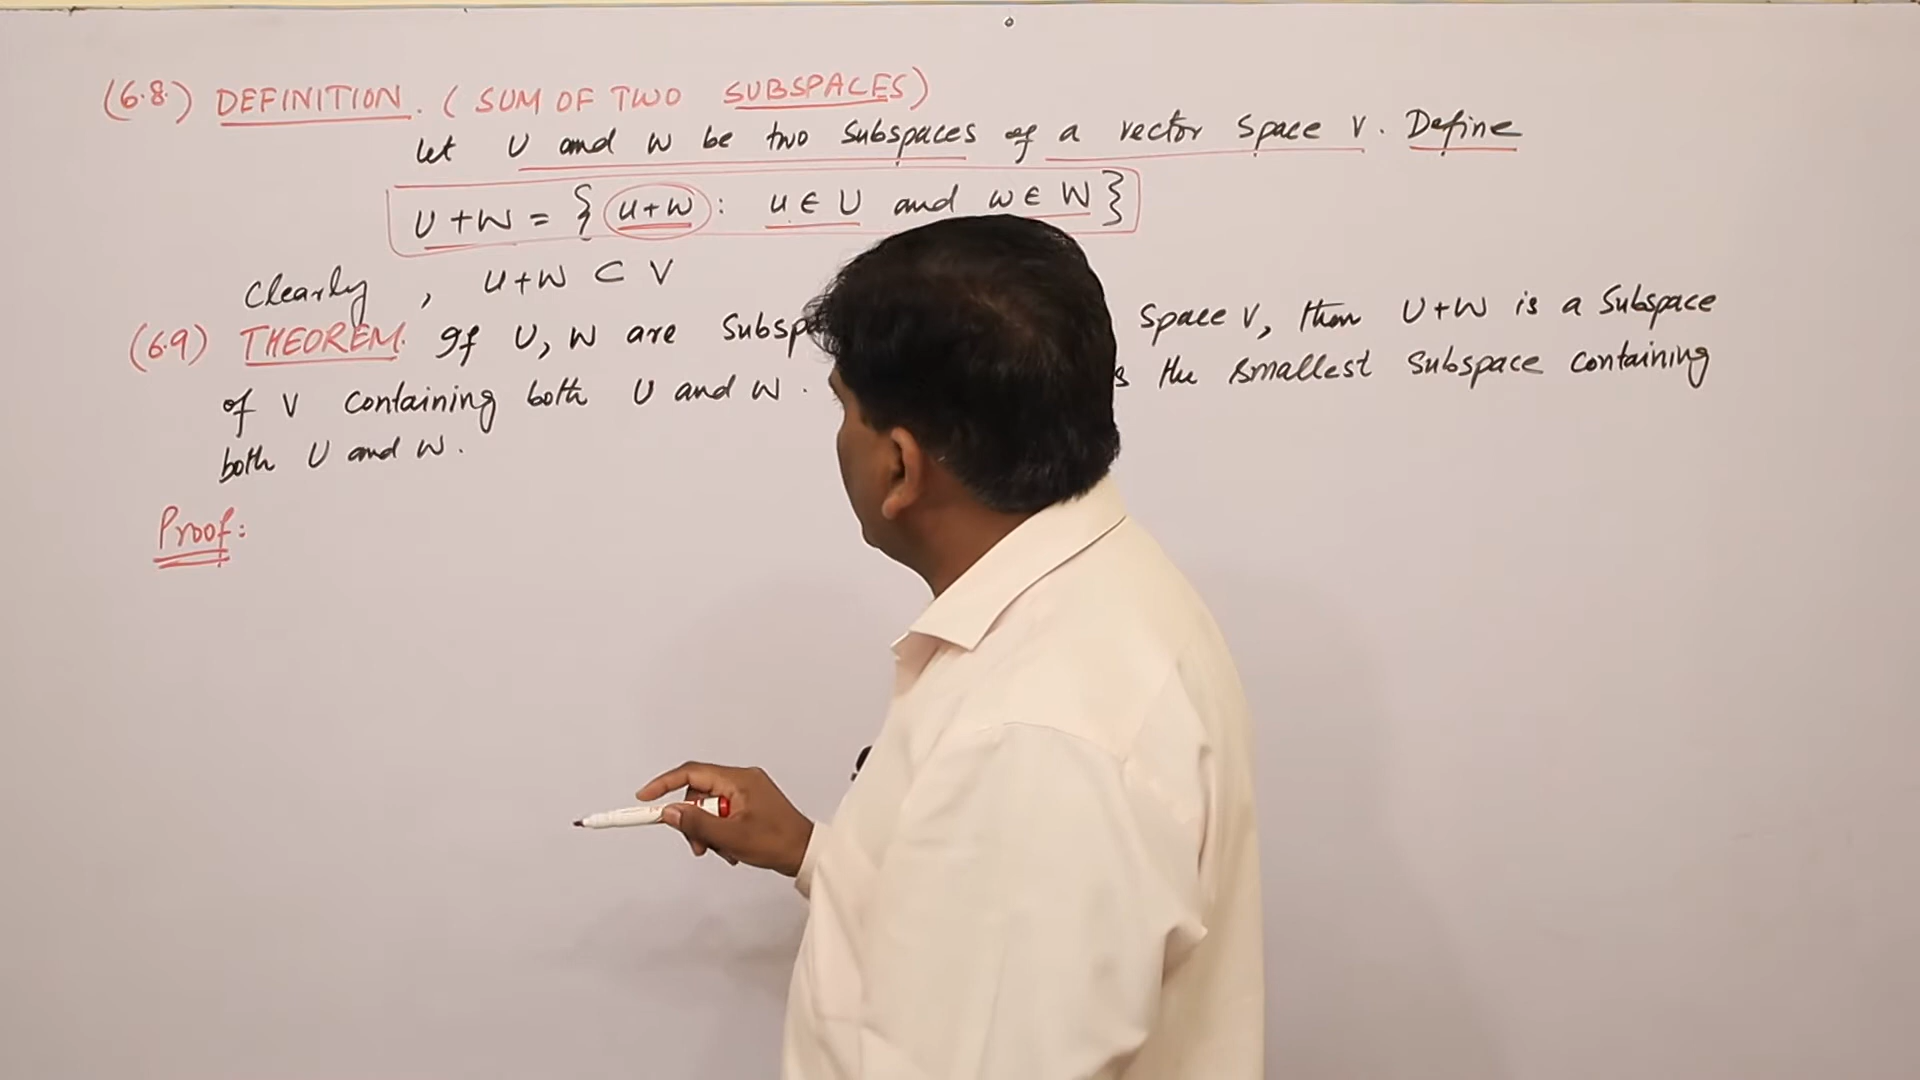 (6.8.) DEFINITION. (SUM OF TWO SUBSPACES)
Let U and W be two subspaces of a vector space V. Define
U+W = { u+w : u ∈ U and w ∈ W }
Clearly, U+W ⊂ V
(6.9) THEOREM. If U, W are Space V, then U+W is a Subspace
of V containing both U and W. the smallest subspace containing
both U and W.
Proof: